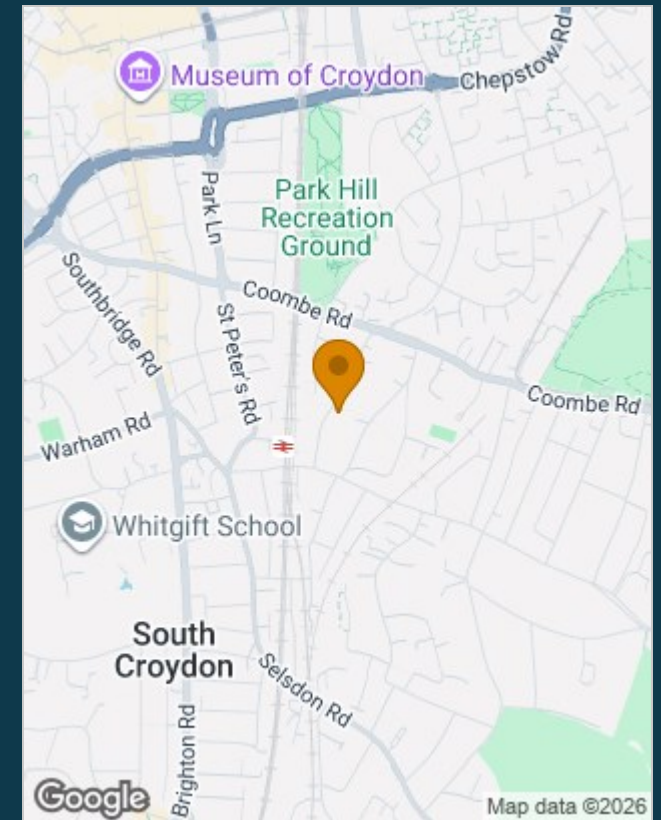 Museum of Croydon
Chepstow Rd
Park Ln
Park Hill
Recreation
Ground
Southbridge Rd
Coombe Rd
St Peter's Rd
Coombe Rd
Warham Rd
Whitgift School
South
Croydon
Selsdon Rd
Brighton Rd
Google
Map data ©2026